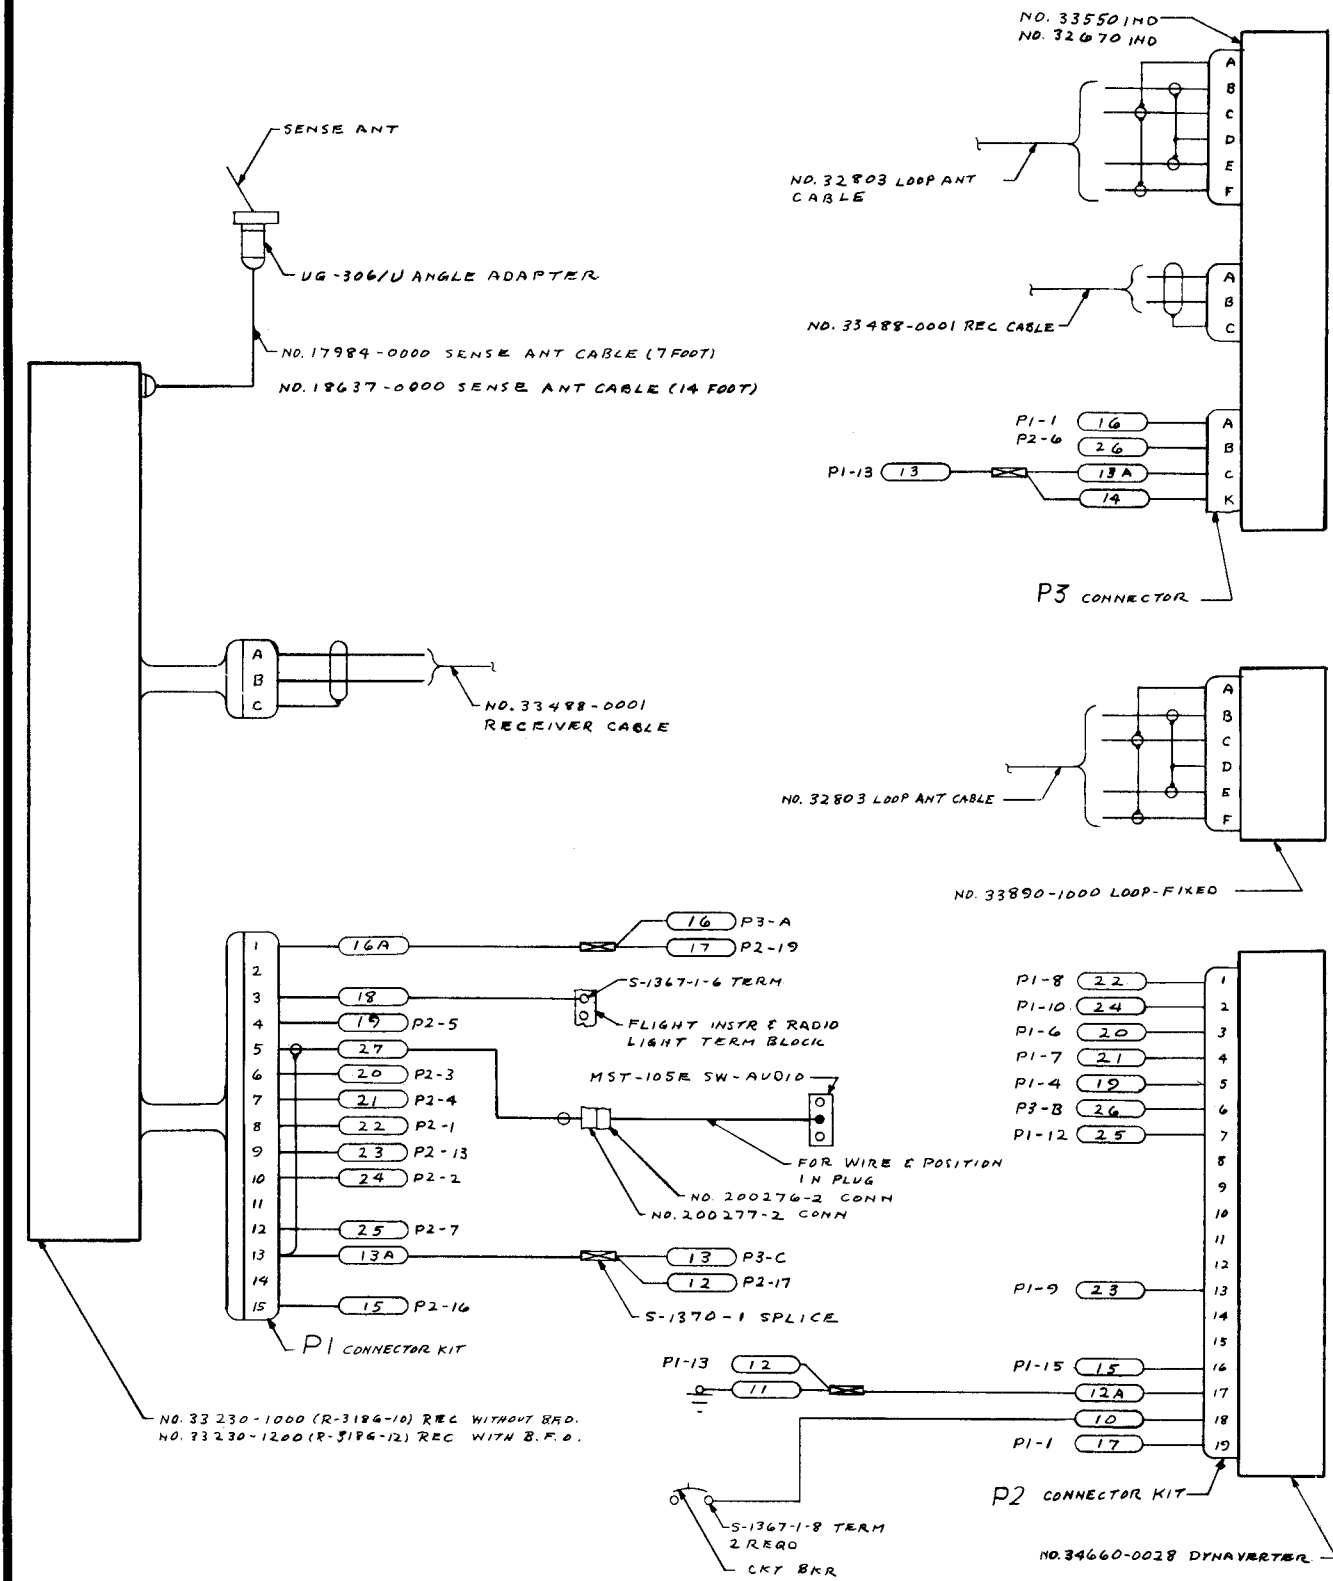 NO. 33550 IND
NO. 32670 IND
A
B
C
D
E
F
NO. 32803 LOOP ANT
CABLE
A
B
C
NO. 33488-0001 REC CABLE
P1-1 16 A
P2-6 26 B
P1-13 13 13A C
14 K
P3 CONNECTOR
SENSE ANT
UG-306/U ANGLE ADAPTER
NO. 17984-0000 SENSE ANT CABLE (7 FOOT)
NO. 18637-0000 SENSE ANT CABLE (14 FOOT)
A
B
C
NO. 33488-0001
RECEIVER CABLE
A
B
C
D
E
F
NO. 32803 LOOP ANT CABLE
NO. 33890-1000 LOOP-FIXED
1 16A 16 P3-A
17 P2-19
2
3 18
S-1367-1-6 TERM
FLIGHT INSTR & RADIO
LIGHT TERM BLOCK
4 19 P2-5
5 27
6 20 P2-3
7 21 P2-4
8 22 P2-1
9 23 P2-13
10 24 P2-2
11
12 25 P2-7
13 13A 13 P3-C
12 P2-17
14
15 15 P2-16
MST-105E SW-AUDIO
FOR WIRE & POSITION
IN PLUG
NO. 200276-2 CONN
NO. 200277-2 CONN
S-1370-1 SPLICE
P1 CONNECTOR KIT
NO. 33230-1000 (R-318G-10) REC WITHOUT BFO.
NO. 33230-1200 (R-318G-12) REC WITH B.F.O.
P1-8 22 1
P1-10 24 2
P1-6 20 3
P1-7 21 4
P1-4 19 5
P3-B 26 6
P1-12 25 7
8
9
10
11
12
P1-9 23 13
14
15
P1-15 15 16
P1-13 12
11 12A 17
10 18
P1-1 17 19
P2 CONNECTOR KIT
S-1367-1-8 TERM
2 REQD
CKT BKR
NO. 34660-0028 DYNAVERTER